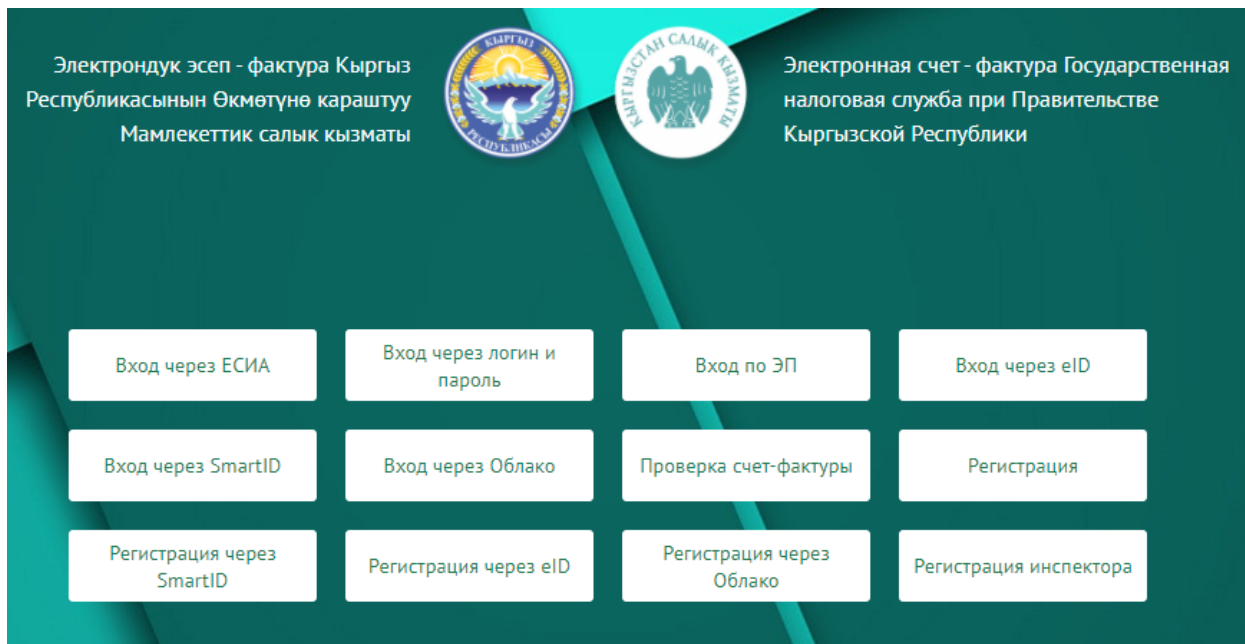 Электрондук эсеп - фактура Кыргыз
Республикасынын Өкмөтүнө караштуу
Мамлекеттик салык кызматы
КЫРГЫЗ
РЕСПУБЛИКАСЫ
КЫРГЫЗСТАН САЛЫК КЫЗМАТЫ
Электронная счет - фактура Государственная
налоговая служба при Правительстве
Кыргызской Республики
Вход через ЕСИА
Вход через логин и
пароль
Вход по ЭП
Вход через eID
Вход через SmartID
Вход через Облако
Проверка счет-фактуры
Регистрация
Регистрация через
SmartID
Регистрация через eID
Регистрация через
Облако
Регистрация инспектора